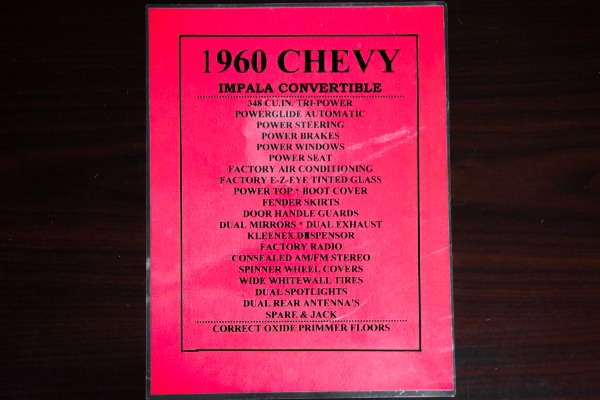 1960 CHEVY
IMPALA CONVERTIBLE
348 CU.IN. TRI-POWER
POWERGLIDE AUTOMATIC
POWER STEERING
POWER BRAKES
POWER WINDOWS
POWER SEAT
FACTORY AIR CONDITIONING
FACTORY E-Z-EYE TINTED GLASS
POWER TOP * BOOT COVER
FENDER SKIRTS
DOOR HANDLE GUARDS
DUAL MIRRORS * DUAL EXHAUST
KLEENEX DISPENSOR
FACTORY RADIO
CONSEALED AM/FM STEREO
SPINNER WHEEL COVERS
WIDE WHITEWALL TIRES
DUAL SPOTLIGHTS
DUAL REAR ANTENNA'S
SPARE & JACK
CORRECT OXIDE PRIMMER FLOORS